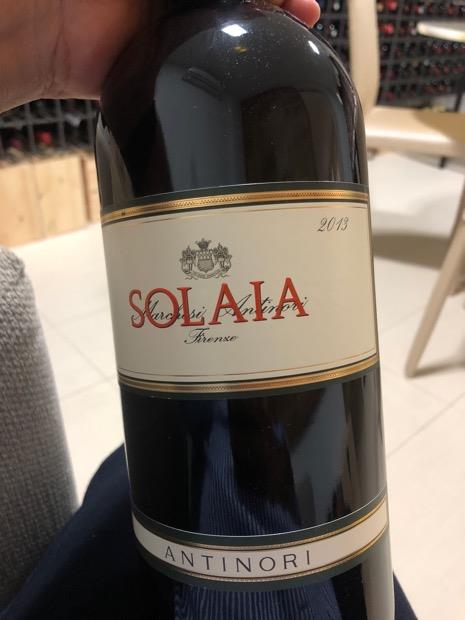 2013
SOLAIA
Marchesi Antinori
Firenze
ANTINORI